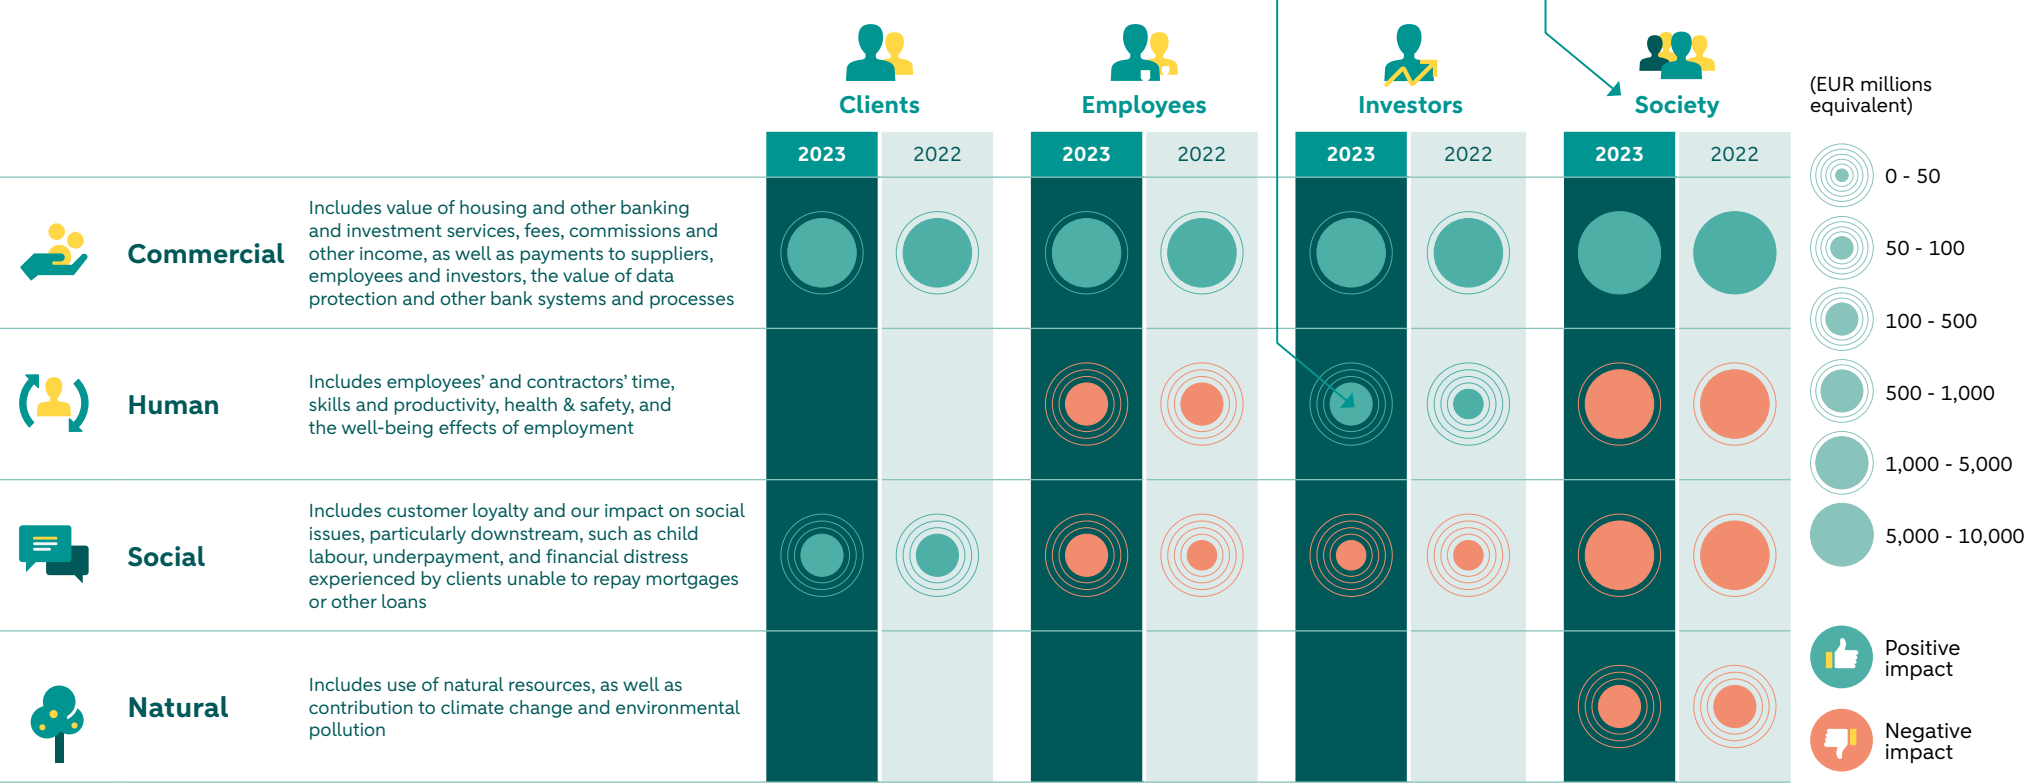 Clients
Employees
Investors
Society
(EUR millions
equivalent)
2023
2022
2023
2022
2023
2022
2023
2022
Commercial
Includes value of housing and other banking
and investment services, fees, commissions and
other income, as well as payments to suppliers,
employees and investors, the value of data
protection and other bank systems and processes
Human
Includes employees’ and contractors’ time,
skills and productivity, health & safety, and
the well-being effects of employment
Social
Includes customer loyalty and our impact on social
issues, particularly downstream, such as child
labour, underpayment, and financial distress
experienced by clients unable to repay mortgages
or other loans
Natural
Includes use of natural resources, as well as
contribution to climate change and environmental
pollution
0 - 50
50 - 100
100 - 500
500 - 1,000
1,000 - 5,000
5,000 - 10,000
Positive
impact
Negative
impact